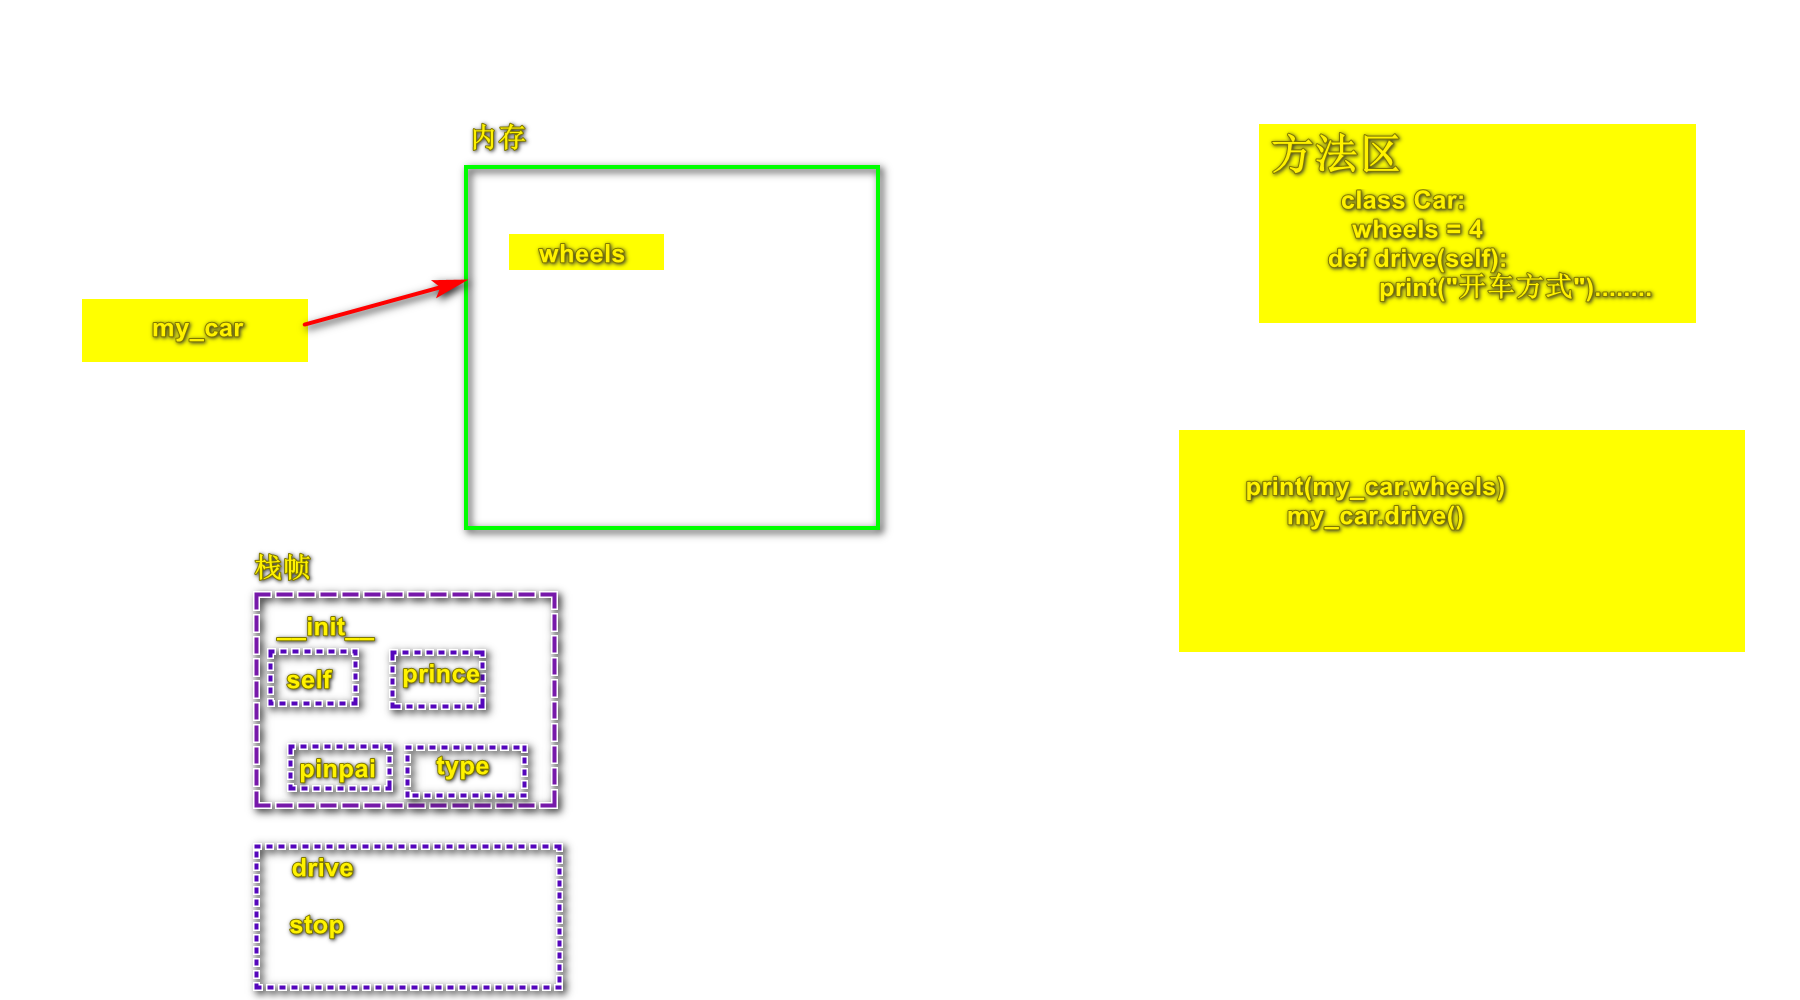 内存
wheels
my_car
方法区
class Car:
wheels = 4
def drive(self):
print("开车方式")........
print(my_car.wheels)
my_car.drive()
栈帧
__init__
self
prince
pinpai
type
drive
stop